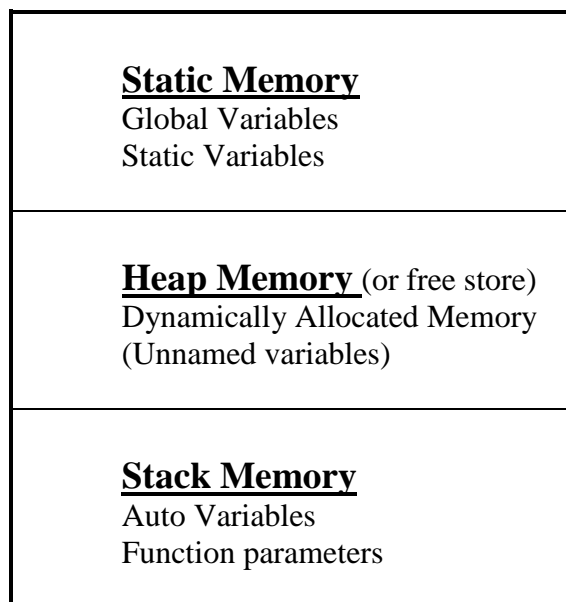 Static Memory
Global Variables
Static Variables
Heap Memory (or free store)
Dynamically Allocated Memory
(Unnamed variables)
Stack Memory
Auto Variables
Function parameters